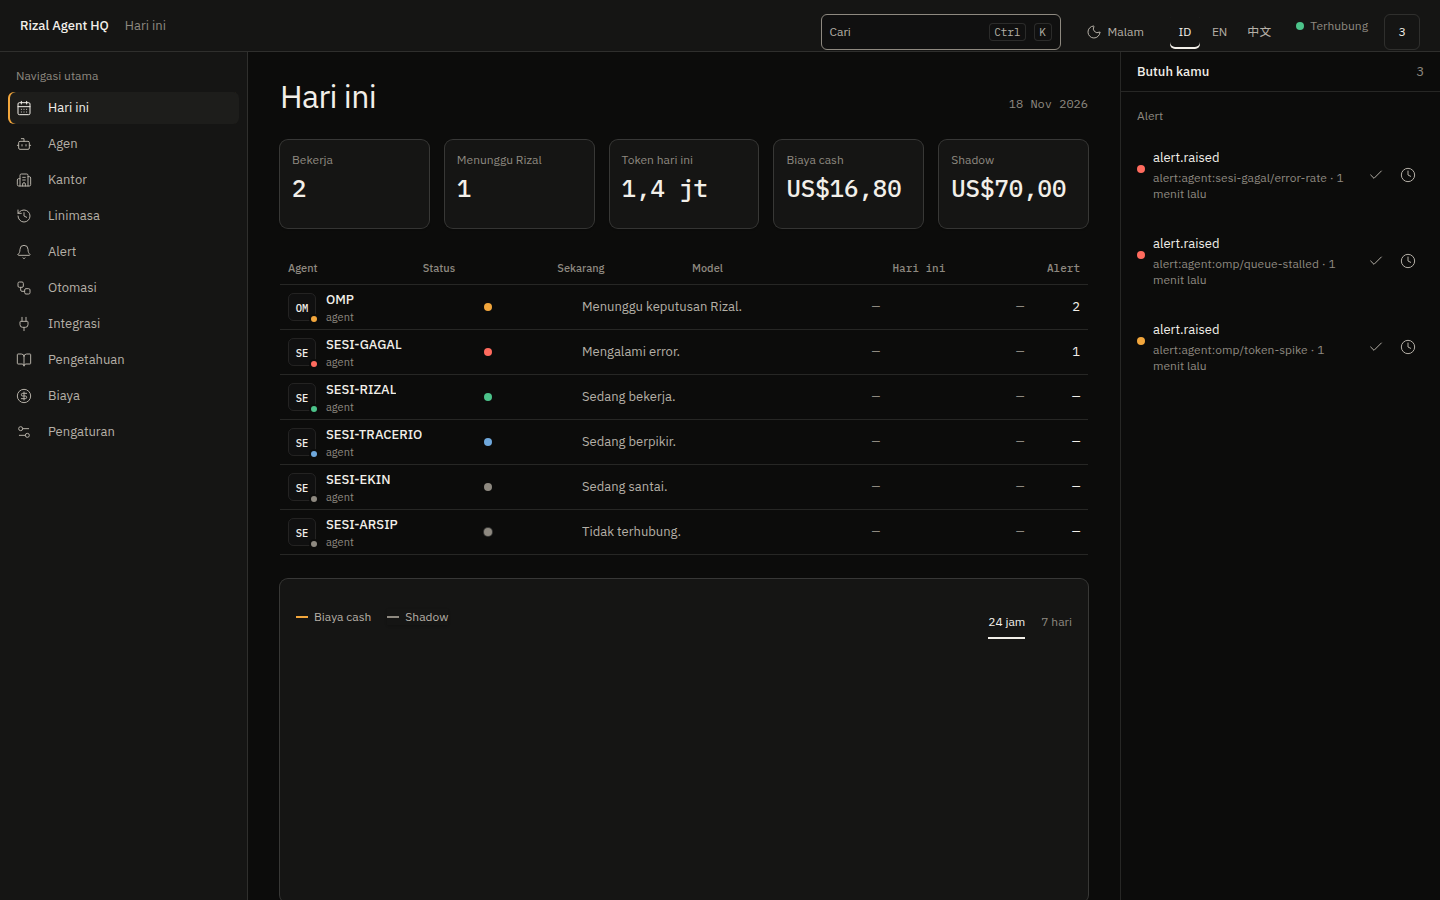 Rizal Agent HQ Hari ini
Cari Ctrl K
Malam
ID EN 中文
Terhubung
3
Navigasi utama
Hari ini
Agen
Kantor
Linimasa
Alert
Otomasi
Integrasi
Pengetahuan
Biaya
Pengaturan
Hari ini
18 Nov 2026
Bekerja
2
Menunggu Rizal
1
Token hari ini
1,4 jt
Biaya cash
US$16,80
Shadow
US$70,00
Agent Status Sekarang Model Hari ini Alert
OM OMP
agent
Menunggu keputusan Rizal. — — 2
SE SESI-GAGAL
agent
Mengalami error. — — 1
SE SESI-RIZAL
agent
Sedang bekerja. — — —
SE SESI-TRACERIO
agent
Sedang berpikir. — — —
SE SESI-EKIN
agent
Sedang santai. — — —
SE SESI-ARSIP
agent
Tidak terhubung. — — —
Biaya cash Shadow
24 jam 7 hari
Butuh kamu 3
Alert
alert.raised
alert:agent:sesi-gagal/error-rate · 1
menit lalu
alert.raised
alert:agent:omp/queue-stalled · 1
menit lalu
alert.raised
alert:agent:omp/token-spike · 1
menit lalu